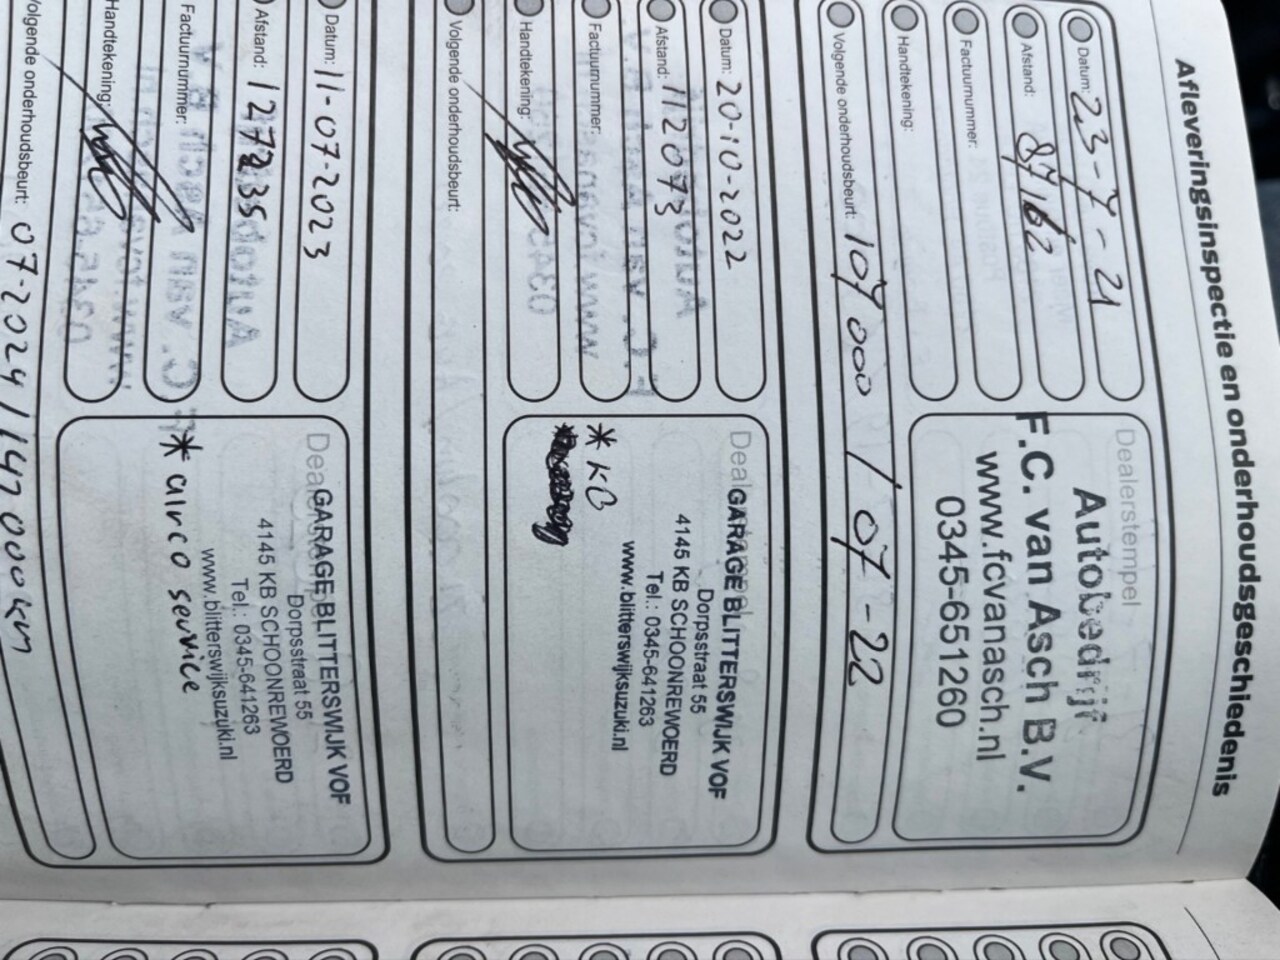 Afleveringsinspectie en onderhoudsgeschiedenis
Datum: 23-7-21
Afstand: 87162
Factuurnummer:
Handtekening:
Volgende onderhoudsbeurt: 107000 / 07-22
Dealerstempel
Autobedrijf
F.C. van Asch B.V.
www.fcvanasch.nl
0345-651260
Datum: 20-10-2022
Afstand: 112073
Factuurnummer:
Handtekening:
Volgende onderhoudsbeurt:
Dealerstempel
GARAGE BLITTERSWIJK VOF
Dorpsstraat 55
4145 KB SCHOONREWOERD
Tel.: 0345-641263
www.blitterswijksuzuki.nl
* KB
Datum: 11-07-2023
Afstand: 127235
Factuurnummer:
Handtekening:
Volgende onderhoudsbeurt: 07-2024 / 147000 km
GARAGE BLITTERSWIJK VOF
Dorpsstraat 55
4145 KB SCHOONREWOERD
Tel.: 0345-641263
www.blitterswijksuzuki.nl
* airco service